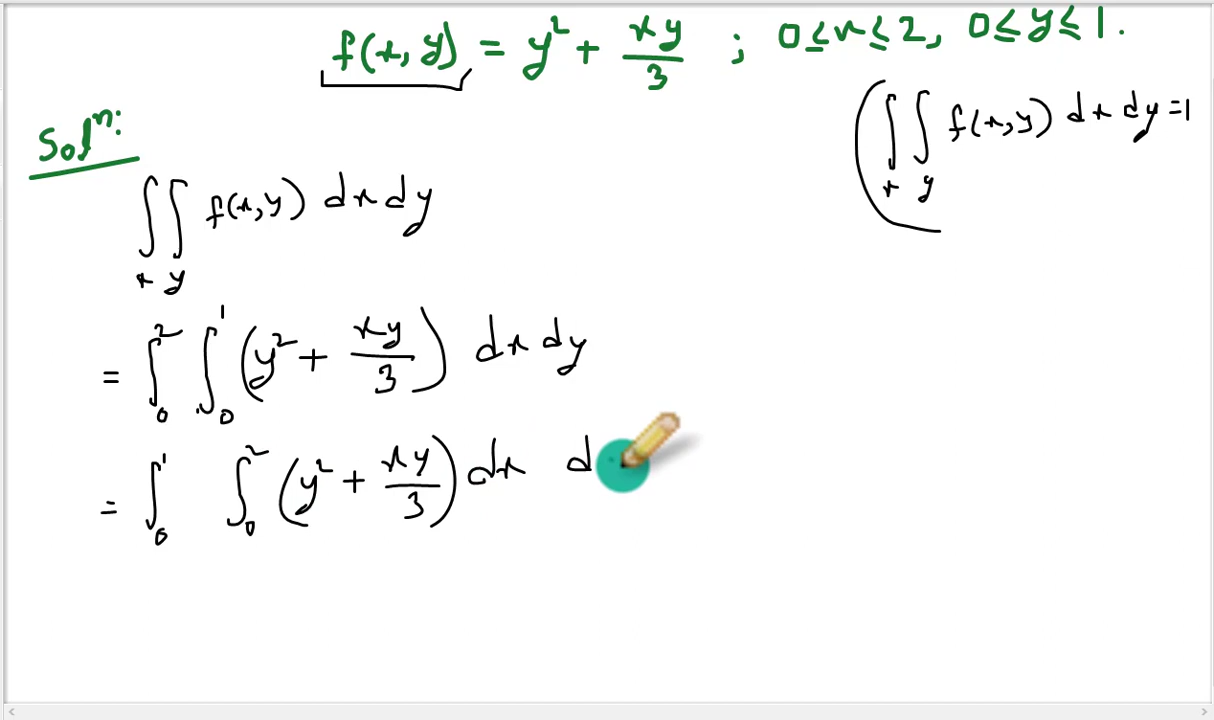 f(x, y) = y² + xy/3 ; 0≤x≤2, 0≤y≤1.
Solⁿ:
(∫x ∫y f(x,y) dx dy =1
∫x ∫y f(x,y) dx dy
= ∫₀² ∫₀¹ (y² + xy/3) dx dy
= ∫₀¹ ∫₀² (y² + xy/3) dx d